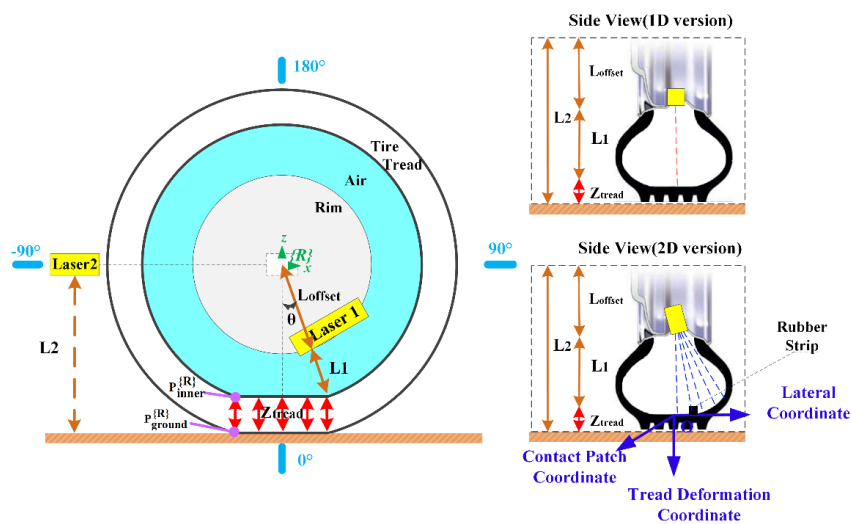 180°
Tire
Tread
Air
Rim
-90°
Laser2
z
{R}
x
90°
Loffset
θ
Laser 1
L2
L1
P{R}inner
Ztread
P{R}ground
0°
Side View(1D version)
Loffset
L2
L1
Ztread
Side View(2D version)
Loffset
Rubber
Strip
L2
L1
Lateral
Coordinate
Ztread
O
Contact Patch
Coordinate
Tread Deformation
Coordinate